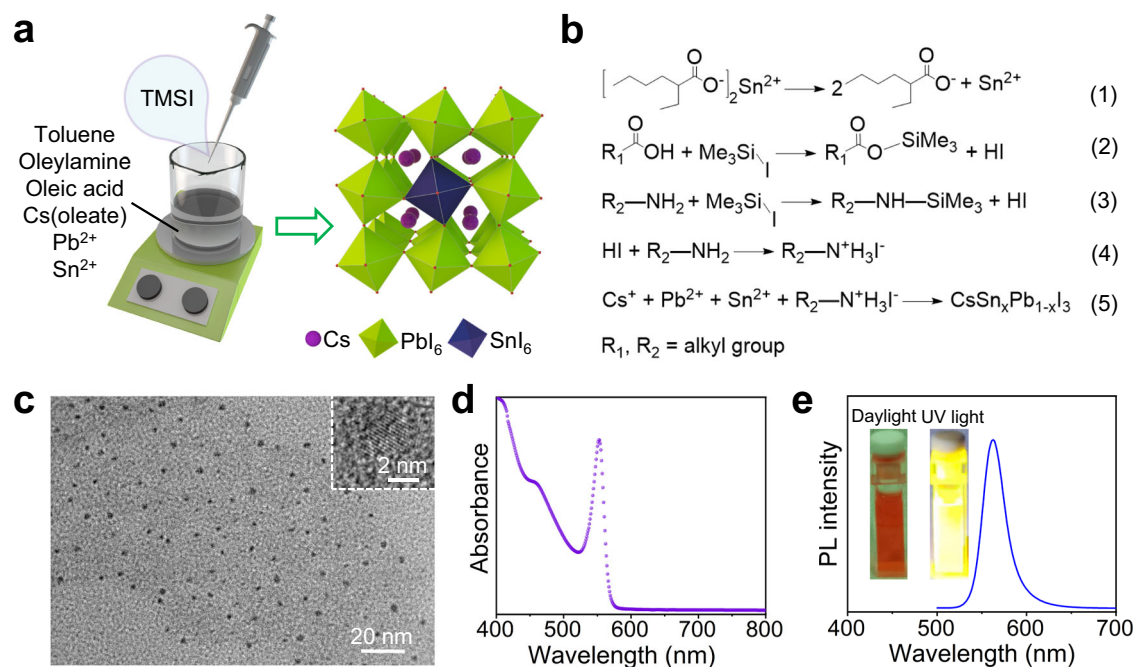 a
TMSI
Toluene
Oleylamine
Oleic acid
Cs(oleate)
Pb²⁺
Sn²⁺
Cs PbI₆ SnI₆
b
[ O O⁻ ]₂Sn²⁺ → 2 O O⁻ + Sn²⁺ (1)
R₁ O OH + Me₃Si I → R₁ O O SiMe₃ + HI (2)
R₂—NH₂ + Me₃Si I → R₂—NH—SiMe₃ + HI (3)
HI + R₂—NH₂ → R₂—N⁺H₃I⁻ (4)
Cs⁺ + Pb²⁺ + Sn²⁺ + R₂—N⁺H₃I⁻ → CsSnₓPb₁₋ₓI₃ (5)
R₁, R₂ = alkyl group
c
2 nm
20 nm
d
Absorbance
400 500 600 700 800
Wavelength (nm)
e
Daylight UV light
PL intensity
400 500 600 700
Wavelength (nm)